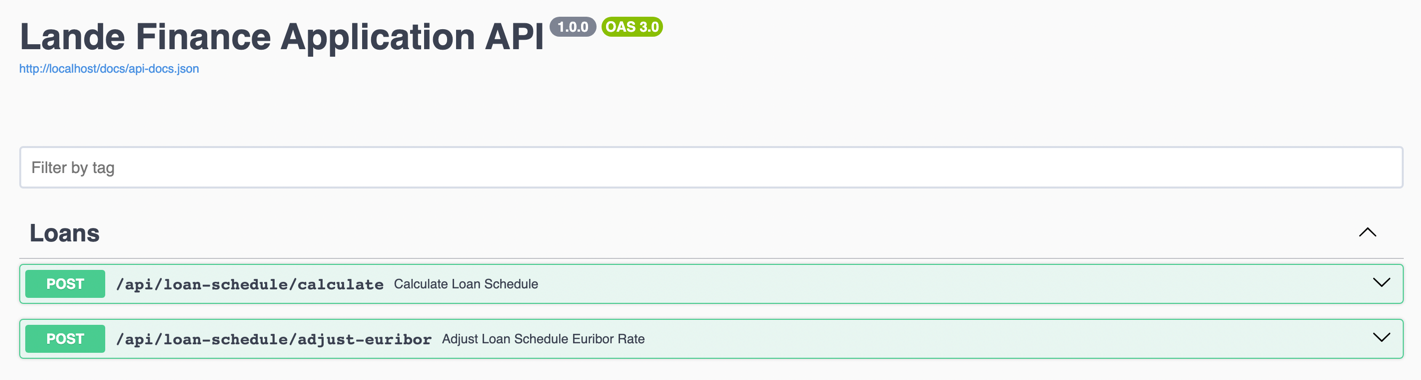 Lande Finance Application API 1.0.0 OAS 3.0
http://localhost/docs/api-docs.json
Filter by tag
Loans
POST /api/loan-schedule/calculate Calculate Loan Schedule
POST /api/loan-schedule/adjust-euribor Adjust Loan Schedule Euribor Rate